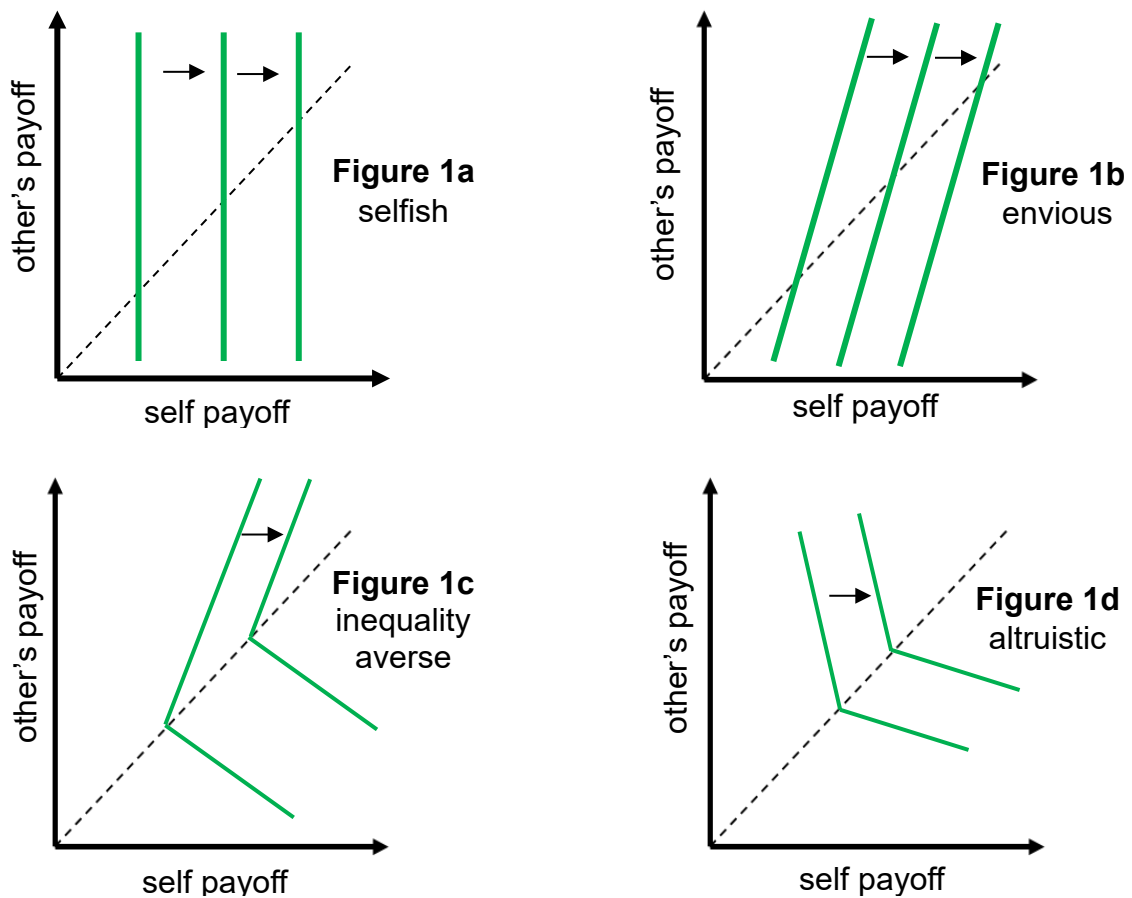 other's payoff
Figure 1a
selfish
self payoff
other's payoff
Figure 1b
envious
self payoff
other's payoff
Figure 1c
inequality
averse
self payoff
other's payoff
Figure 1d
altruistic
self payoff